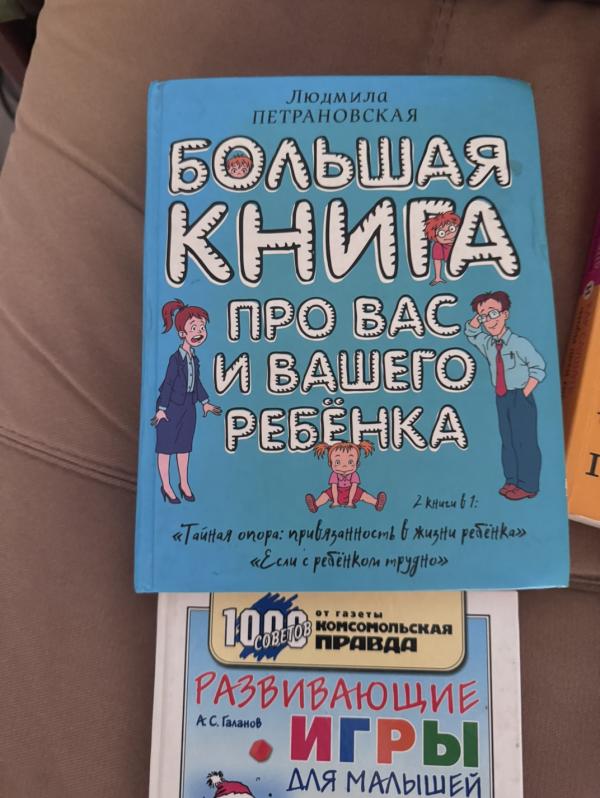 Людмила
ПЕТРАНОВСКАЯ
БОЛЬШАЯ
КНИГА
ПРО ВАС
И ВАШЕГО
РЕБЁНКА
2 книги в 1:
«Тайная опора: привязанность в жизни ребёнка»
«Если с ребёнком трудно»
1000
СОВЕТОВ
ОТ ГАЗЕТЫ
КОМСОМОЛЬСКАЯ
ПРАВДА
РАЗВИВАЮЩИЕ
А.С. Галанов
ИГРЫ
ДЛЯ МАЛЫШЕЙ